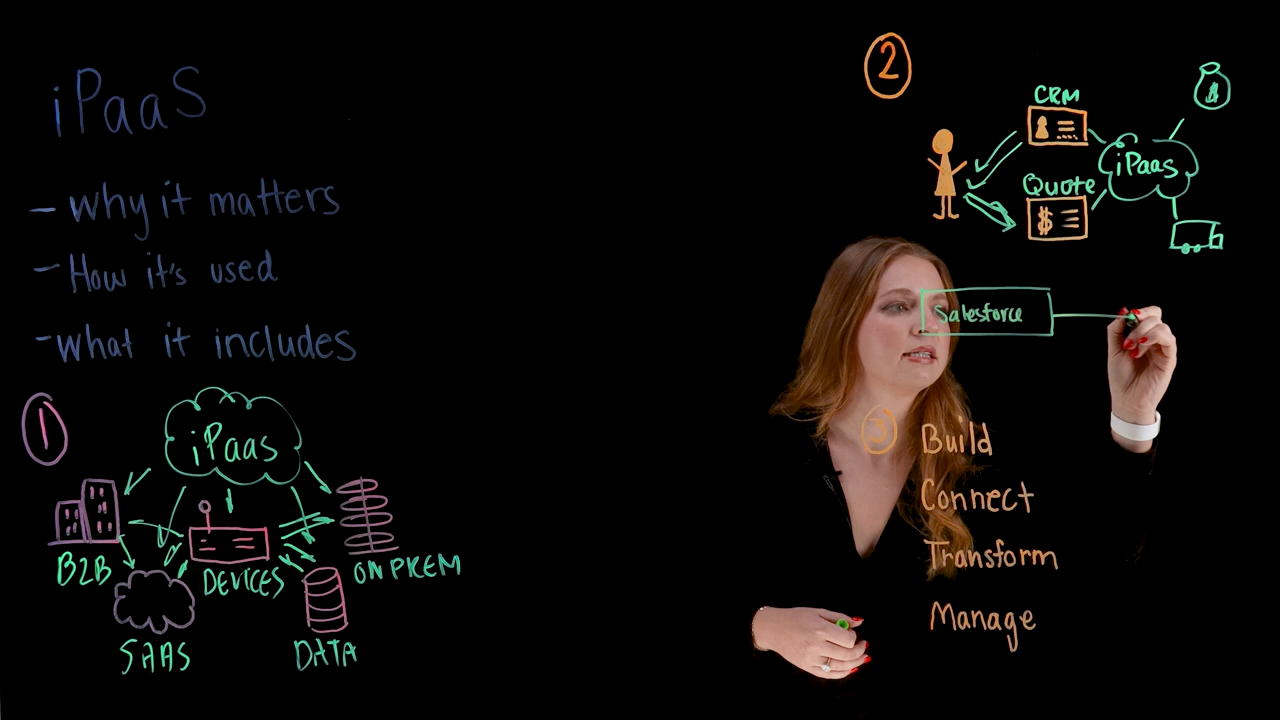 iPaaS
- Why it matters
- How it's used
- what it includes
1
iPaas
B2B
DEVICES
ON PREM
SAAS
DATA
2
CRM
iPaas
Quote
$
$
Salesforce
3
Build
Connect
Transform
Manage